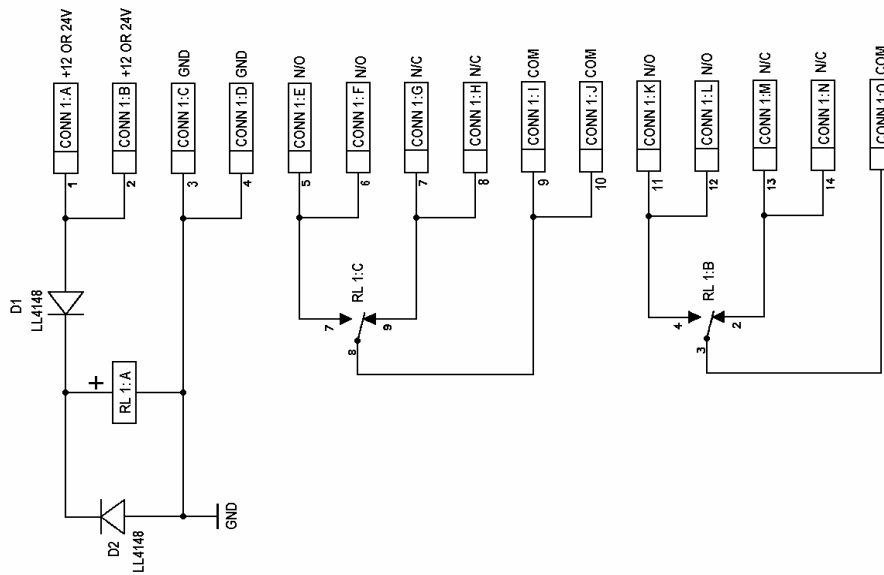 CONN 1:A +12 OR 24V
1
CONN 1:B +12 OR 24V
2
CONN 1:C GND
3
CONN 1:D GND
4
CONN 1:E N/O
5
CONN 1:F N/O
6
CONN 1:G N/C
7
CONN 1:H N/C
8
CONN 1:I COM
9
CONN 1:J COM
10
CONN 1:K N/O
11
CONN 1:L N/O
12
CONN 1:M N/C
13
CONN 1:N N/C
14
CONN 1:O COM
D1
LL4148
+
RL 1: A
D2
LL4148
GND
RL 1:C
7
9
8
RL 1:B
4
2
3